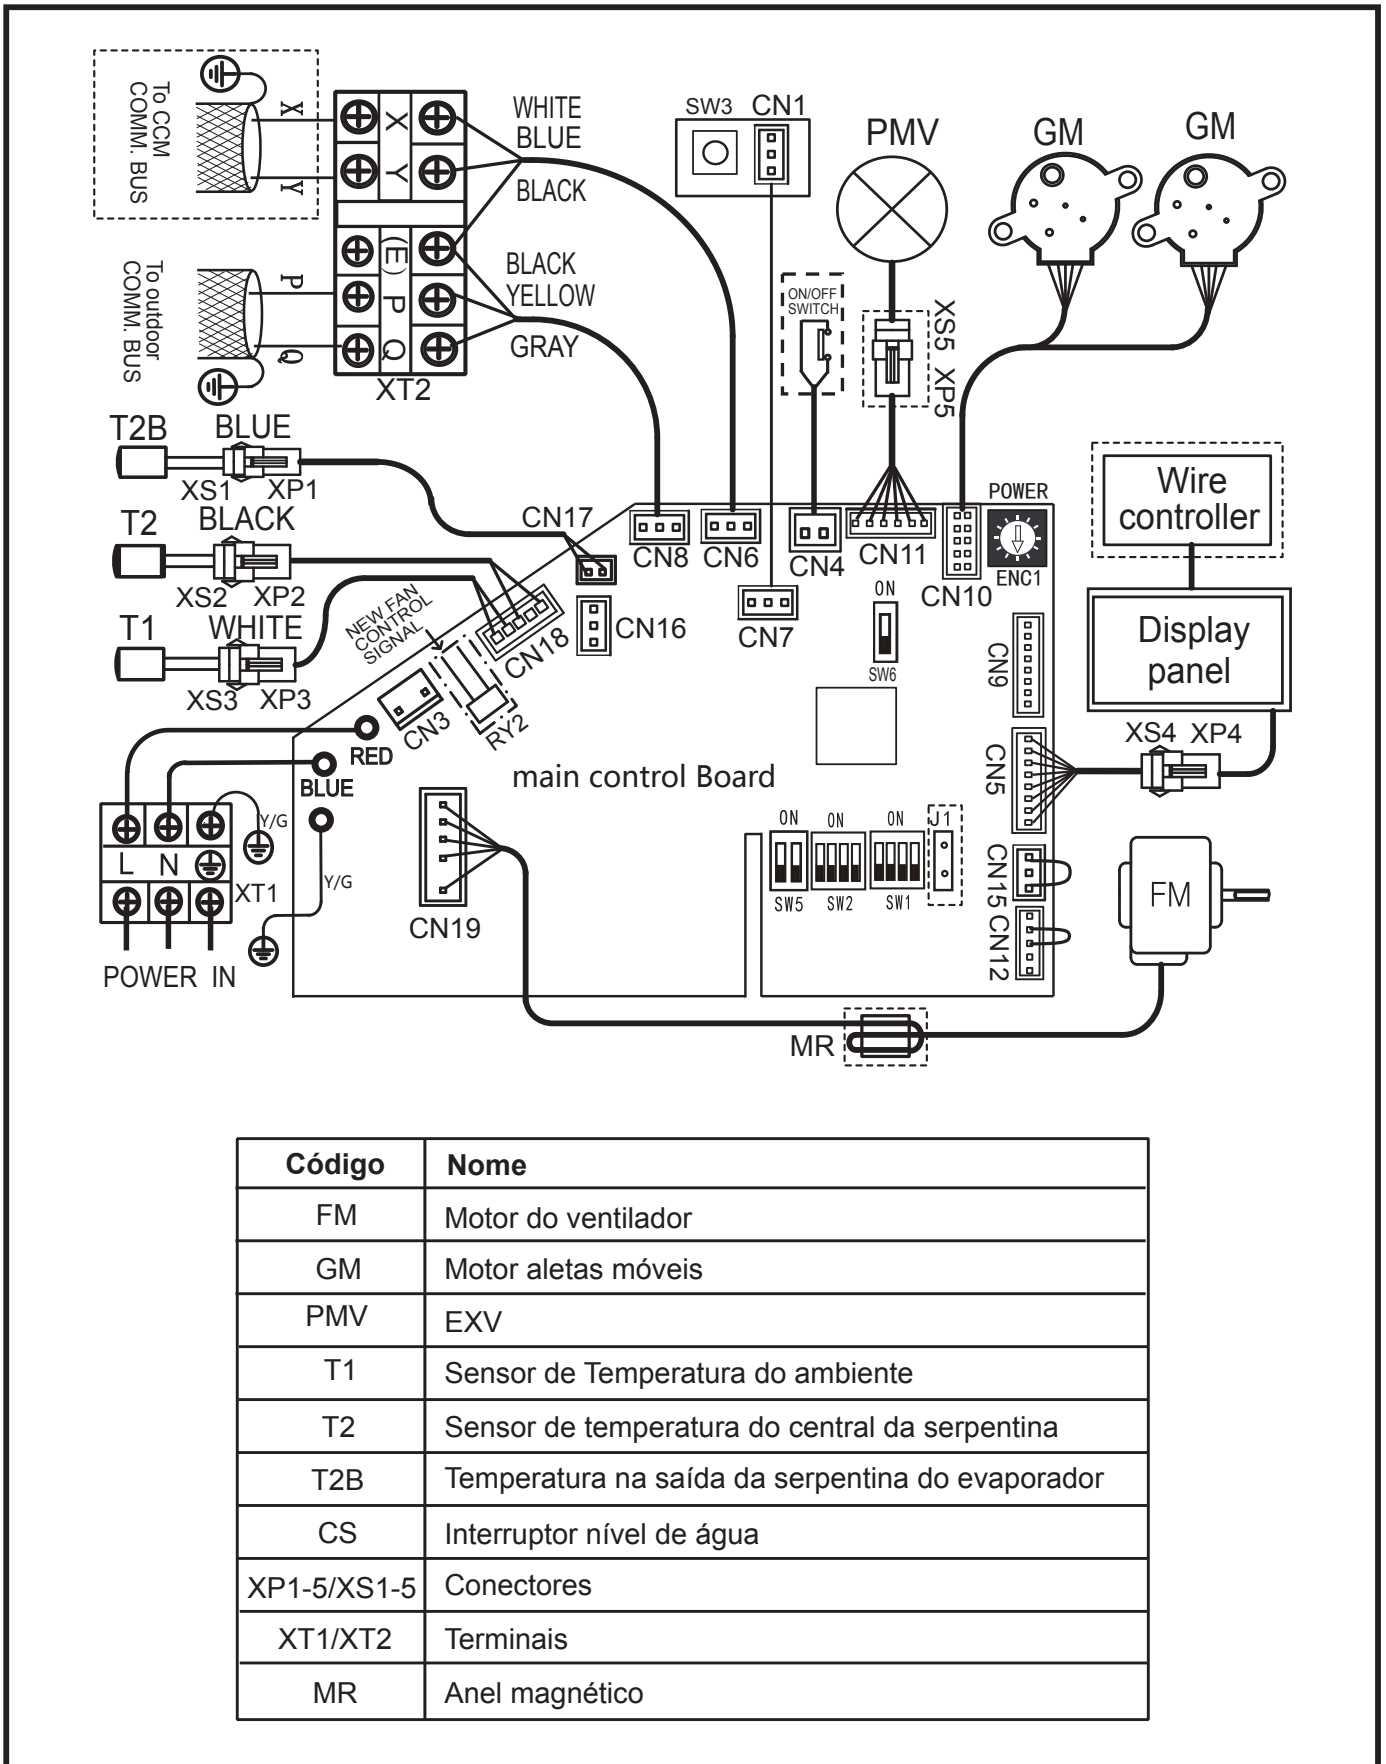 To CCM
COMM. BUS
X
Y
X
Y
WHITE
BLUE
BLACK
SW3
CN1
PMV
GM
GM
To outdoor
COMM. BUS
P
Q
(E)
P
Q
XT2
BLACK
YELLOW
GRAY
ON/OFF
SWITCH
XS5 XP5
T2B
BLUE
XS1
XP1
T2
BLACK
XS2
XP2
T1
WHITE
XS3
XP3
CN17
CN8
CN6
CN4
CN11
CN10
POWER
ENC1
Wire
controller
NEW FAN
CONTROL
SIGNAL
CN18
CN16
CN7
ON
SW6
CN9
Display
panel
CN3
RY2
RED
BLUE
main control Board
CN5
XS4
XP4
L
N
Y/G
XT1
Y/G
POWER IN
CN19
ON
ON
ON
J1
SW5
SW2
SW1
CN15
CN12
FM
MR
Código Nome
FM Motor do ventilador
GM Motor aletas móveis
PMV EXV
T1 Sensor de Temperatura do ambiente
T2 Sensor de temperatura do central da serpentina
T2B Temperatura na saída da serpentina do evaporador
CS Interruptor nível de água
XP1-5/XS1-5 Conectores
XT1/XT2 Terminais
MR Anel magnético